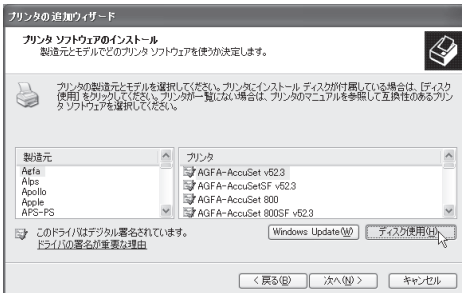 プリンタの追加ウィザード
プリンタ ソフトウェアのインストール
製造元とモデルでどのプリンタ ソフトウェアを使うか決定します。
プリンタの製造元とモデルを選択してください。プリンタにインストール ディスクが付属している場合は、[ディスク
使用] をクリックしてください。プリンタが一覧にない場合は、プリンタのマニュアルを参照して互換性のあるプリン
タ ソフトウェアを選択してください。
製造元
Agfa
Alps
Apollo
Apple
APS-PS
プリンタ
AGFA-AccuSet v52.3
AGFA-AccuSetSF v52.3
AGFA-AccuSet 800
AGFA-AccuSet 800SF v52.3
このドライバはデジタル署名されています。
ドライバの署名が重要な理由
Windows Update(W)
ディスク使用(H)...
< 戻る(B)
次へ(N) >
キャンセル